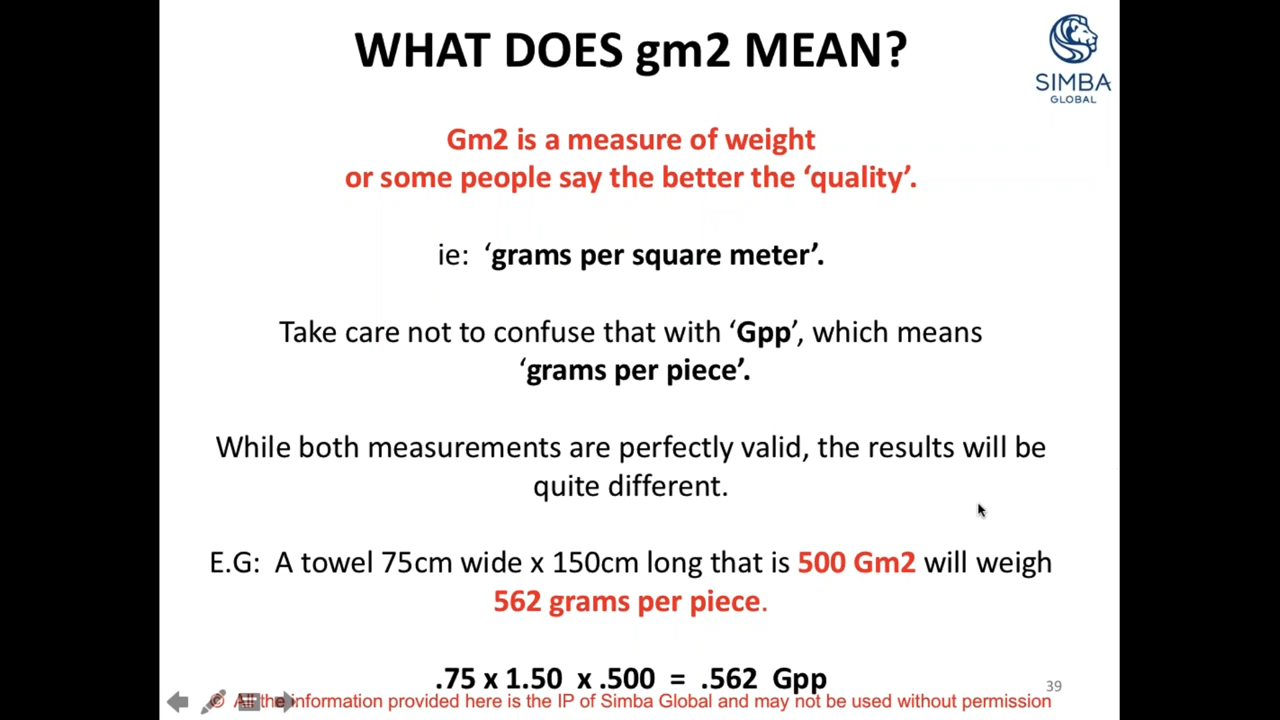 WHAT DOES gm2 MEAN?
SIMBA
GLOBAL
Gm2 is a measure of weight
or some people say the better the ‘quality’.
ie: ‘grams per square meter’.
Take care not to confuse that with ‘Gpp’, which means
‘grams per piece’.
While both measurements are perfectly valid, the results will be
quite different.
E.G: A towel 75cm wide x 150cm long that is 500 Gm2 will weigh
562 grams per piece.
.75 x 1.50 x .500 = .562 Gpp
39
© All the information provided here is the IP of Simba Global and may not be used without permission